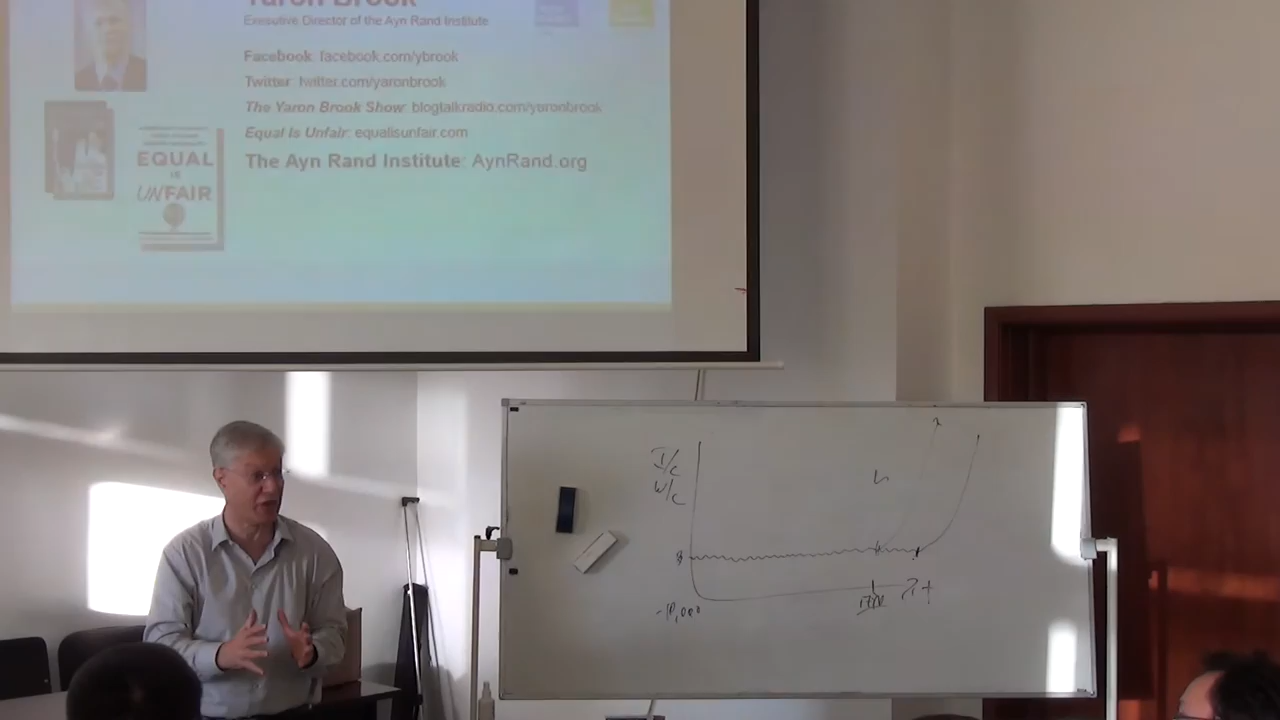 Yaron Brook
Executive Director of the Ayn Rand Institute
Facebook: facebook.com/ybrook
Twitter: twitter.com/yaronbrook
The Yaron Brook Show: blogtalkradio.com/yaronbrook
Equal Is Unfair: equalisunfair.com
The Ayn Rand Institute: AynRand.org
EQUAL
IS
UNFAIR
I/c
W/c
-10,000